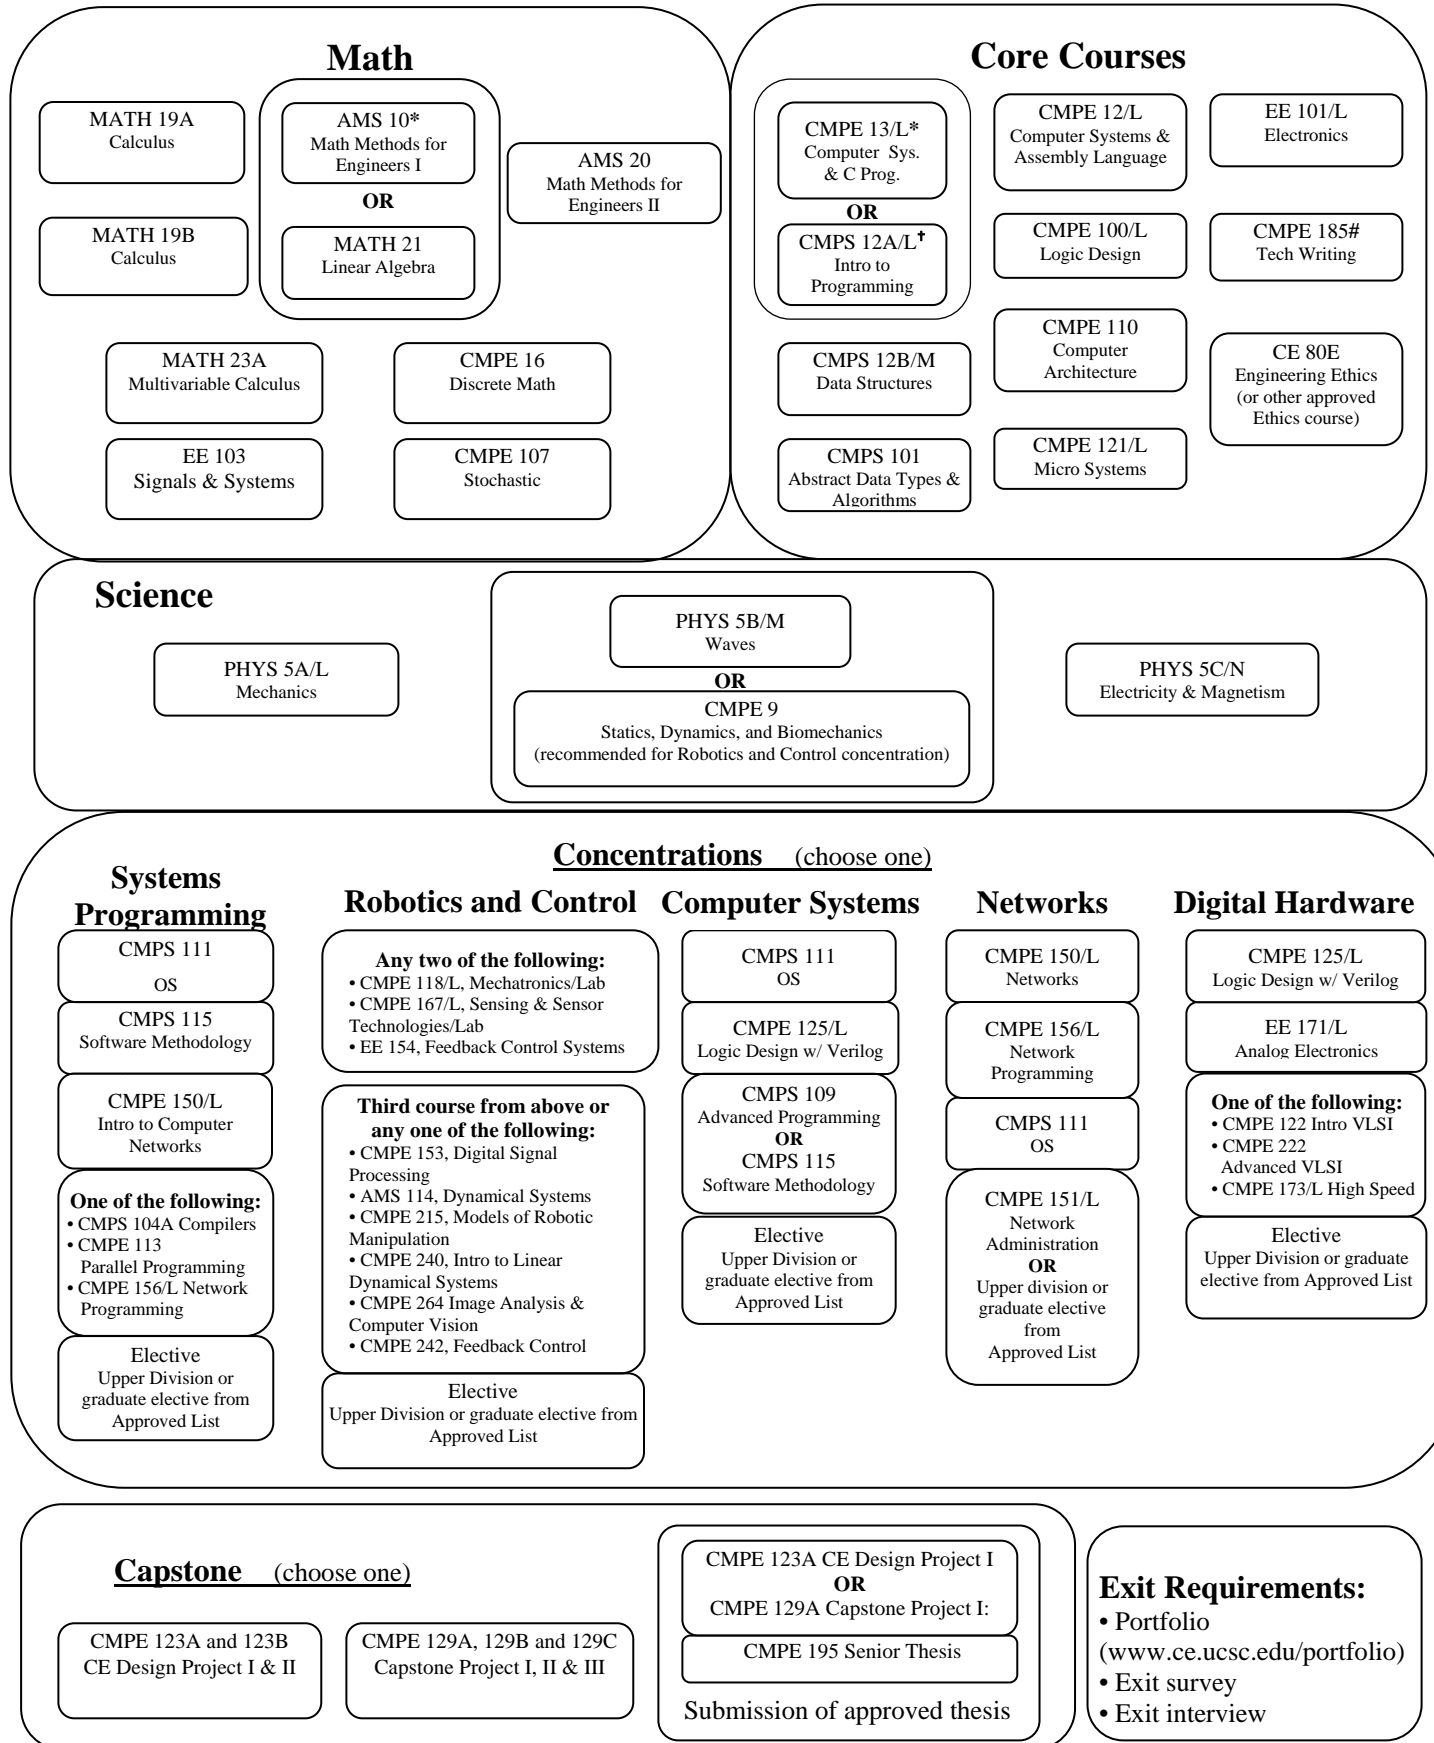 Math
MATH 19A
Calculus
AMS 10*
Math Methods for
Engineers I
OR
MATH 21
Linear Algebra
AMS 20
Math Methods for
Engineers II
MATH 19B
Calculus
MATH 23A
Multivariable Calculus
CMPE 16
Discrete Math
EE 103
Signals & Systems
CMPE 107
Stochastic
Core Courses
CMPE 13/L*
Computer Sys.
& C Prog.
OR
CMPS 12A/L†
Intro to
Programming
CMPS 12B/M
Data Structures
CMPS 101
Abstract Data Types &
Algorithms
CMPE 12/L
Computer Systems &
Assembly Language
CMPE 100/L
Logic Design
CMPE 110
Computer
Architecture
CMPE 121/L
Micro Systems
EE 101/L
Electronics
CMPE 185#
Tech Writing
CE 80E
Engineering Ethics
(or other approved
Ethics course)
Science
PHYS 5A/L
Mechanics
PHYS 5B/M
Waves
OR
CMPE 9
Statics, Dynamics, and Biomechanics
(recommended for Robotics and Control concentration)
PHYS 5C/N
Electricity & Magnetism
Concentrations (choose one)
Systems
Programming
CMPS 111
OS
CMPS 115
Software Methodology
CMPE 150/L
Intro to Computer
Networks
One of the following:
• CMPS 104A Compilers
• CMPE 113
Parallel Programming
• CMPE 156/L Network
Programming
Elective
Upper Division or
graduate elective from
Approved List
Robotics and Control
Any two of the following:
• CMPE 118/L, Mechatronics/Lab
• CMPE 167/L, Sensing & Sensor
Technologies/Lab
• EE 154, Feedback Control Systems
Third course from above or
any one of the following:
• CMPE 153, Digital Signal
Processing
• AMS 114, Dynamical Systems
• CMPE 215, Models of Robotic
Manipulation
• CMPE 240, Intro to Linear
Dynamical Systems
• CMPE 264 Image Analysis &
Computer Vision
• CMPE 242, Feedback Control
Elective
Upper Division or graduate elective from
Approved List
Computer Systems
CMPS 111
OS
CMPE 125/L
Logic Design w/ Verilog
CMPS 109
Advanced Programming
OR
CMPS 115
Software Methodology
Elective
Upper Division or
graduate elective from
Approved List
Networks
CMPE 150/L
Networks
CMPE 156/L
Network
Programming
CMPS 111
OS
CMPE 151/L
Network
Administration
OR
Upper division or
graduate elective
from
Approved List
Digital Hardware
CMPE 125/L
Logic Design w/ Verilog
EE 171/L
Analog Electronics
One of the following:
• CMPE 122 Intro VLSI
• CMPE 222
Advanced VLSI
• CMPE 173/L High Speed
Elective
Upper Division or graduate
elective from Approved List
Capstone (choose one)
CMPE 123A and 123B
CE Design Project I & II
CMPE 129A, 129B and 129C
Capstone Project I, II & III
CMPE 123A CE Design Project I
OR
CMPE 129A Capstone Project I:
CMPE 195 Senior Thesis
Submission of approved thesis
Exit Requirements:
• Portfolio
(www.ce.ucsc.edu/portfolio)
• Exit survey
• Exit interview